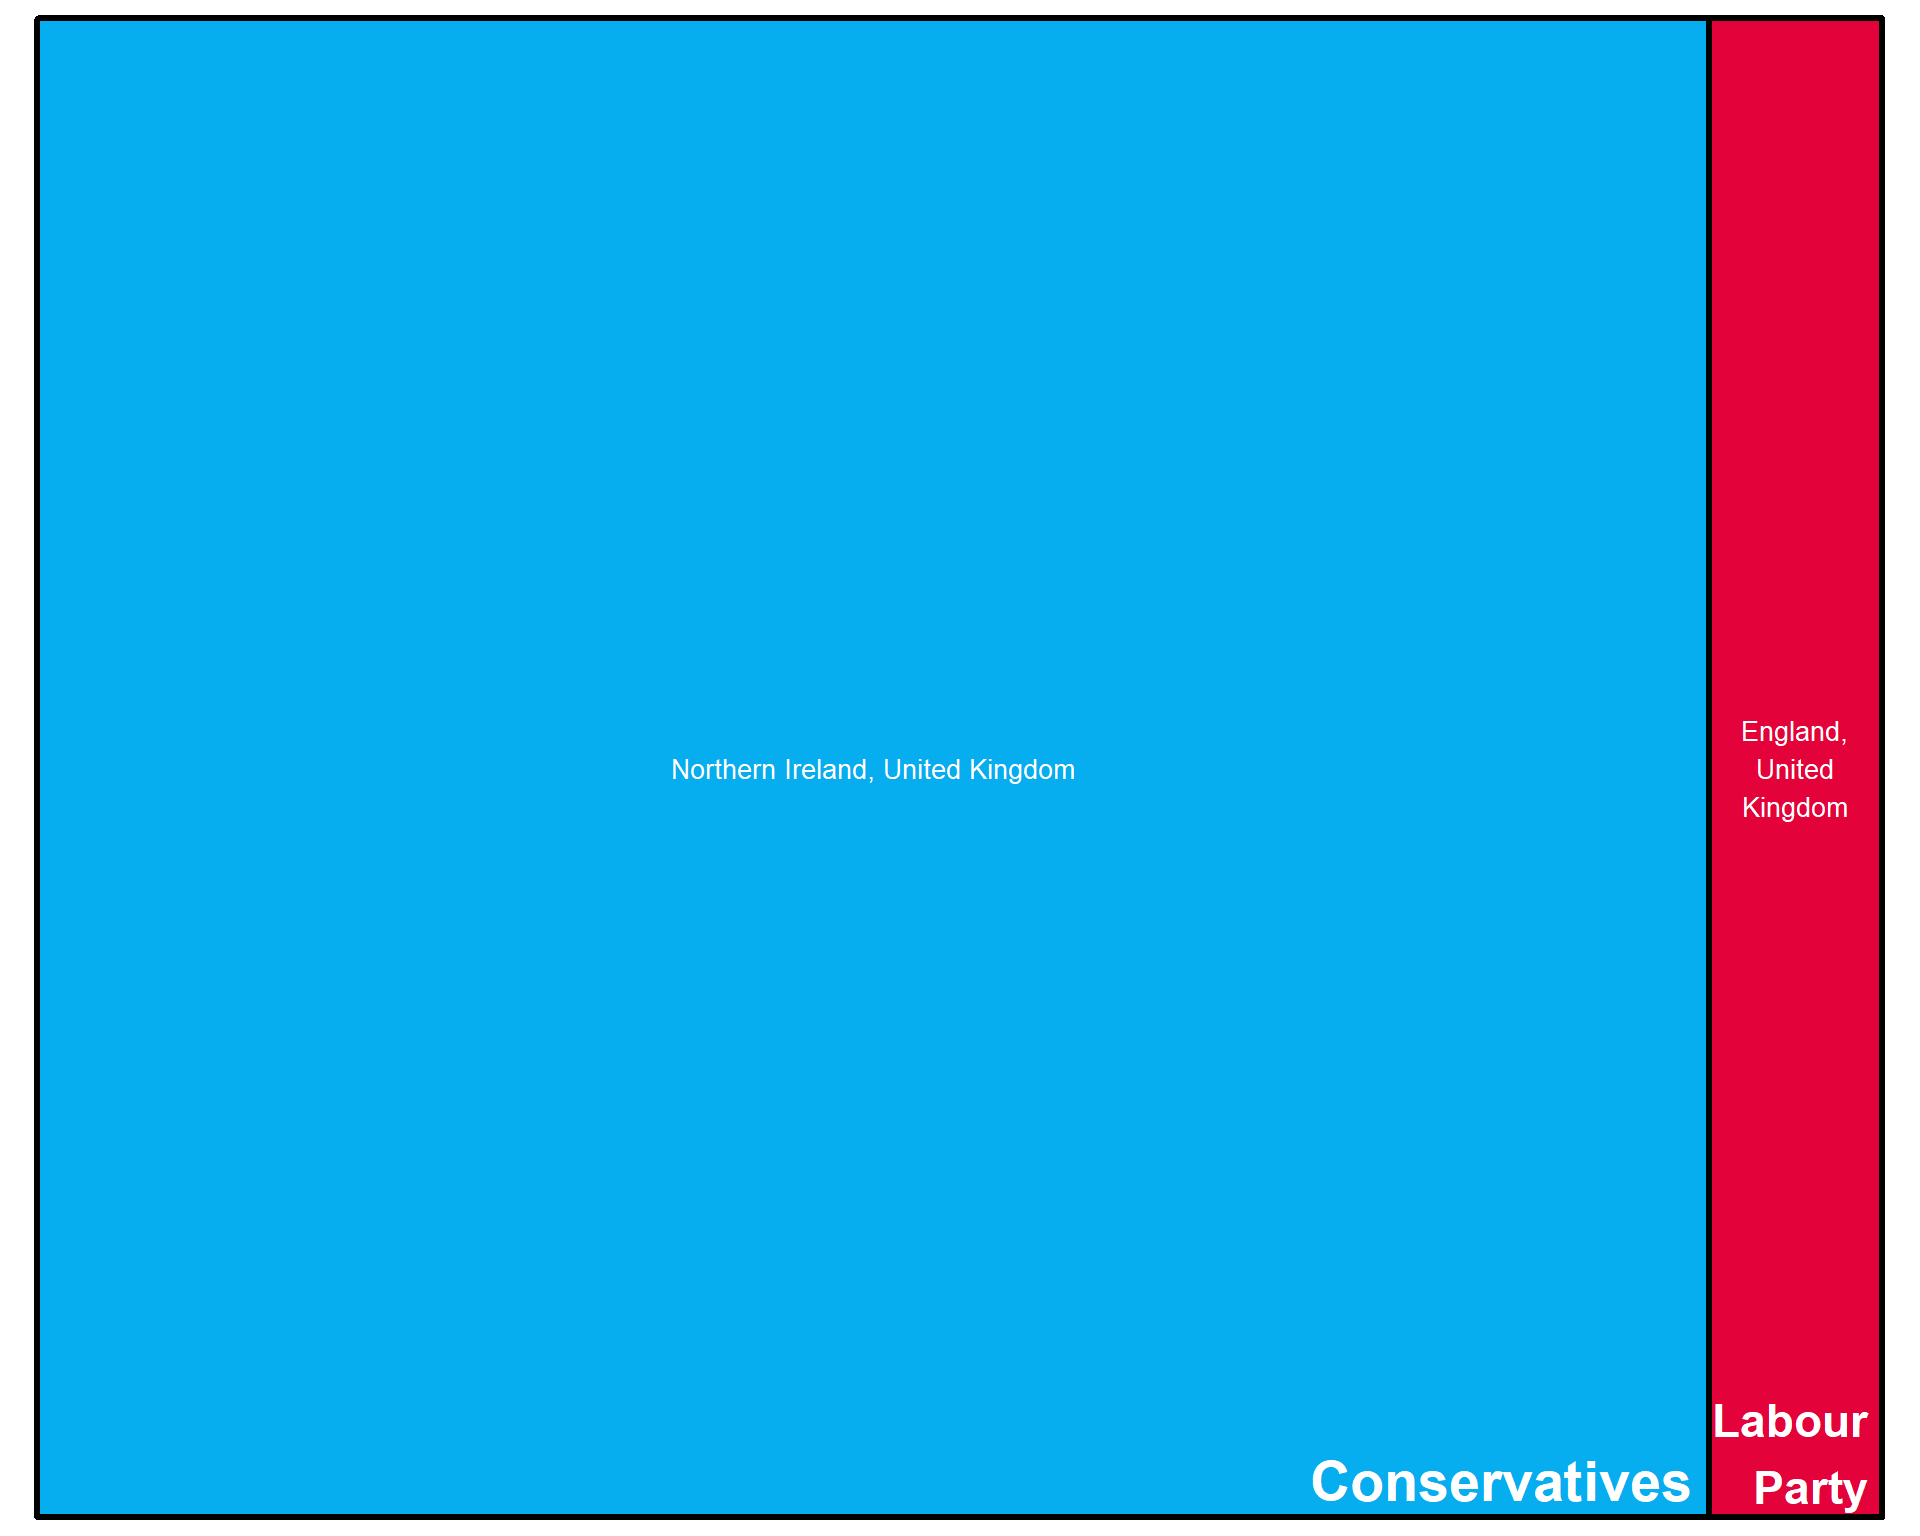 Northern Ireland, United Kingdom
Conservatives
England,
United
Kingdom
Labour
Party